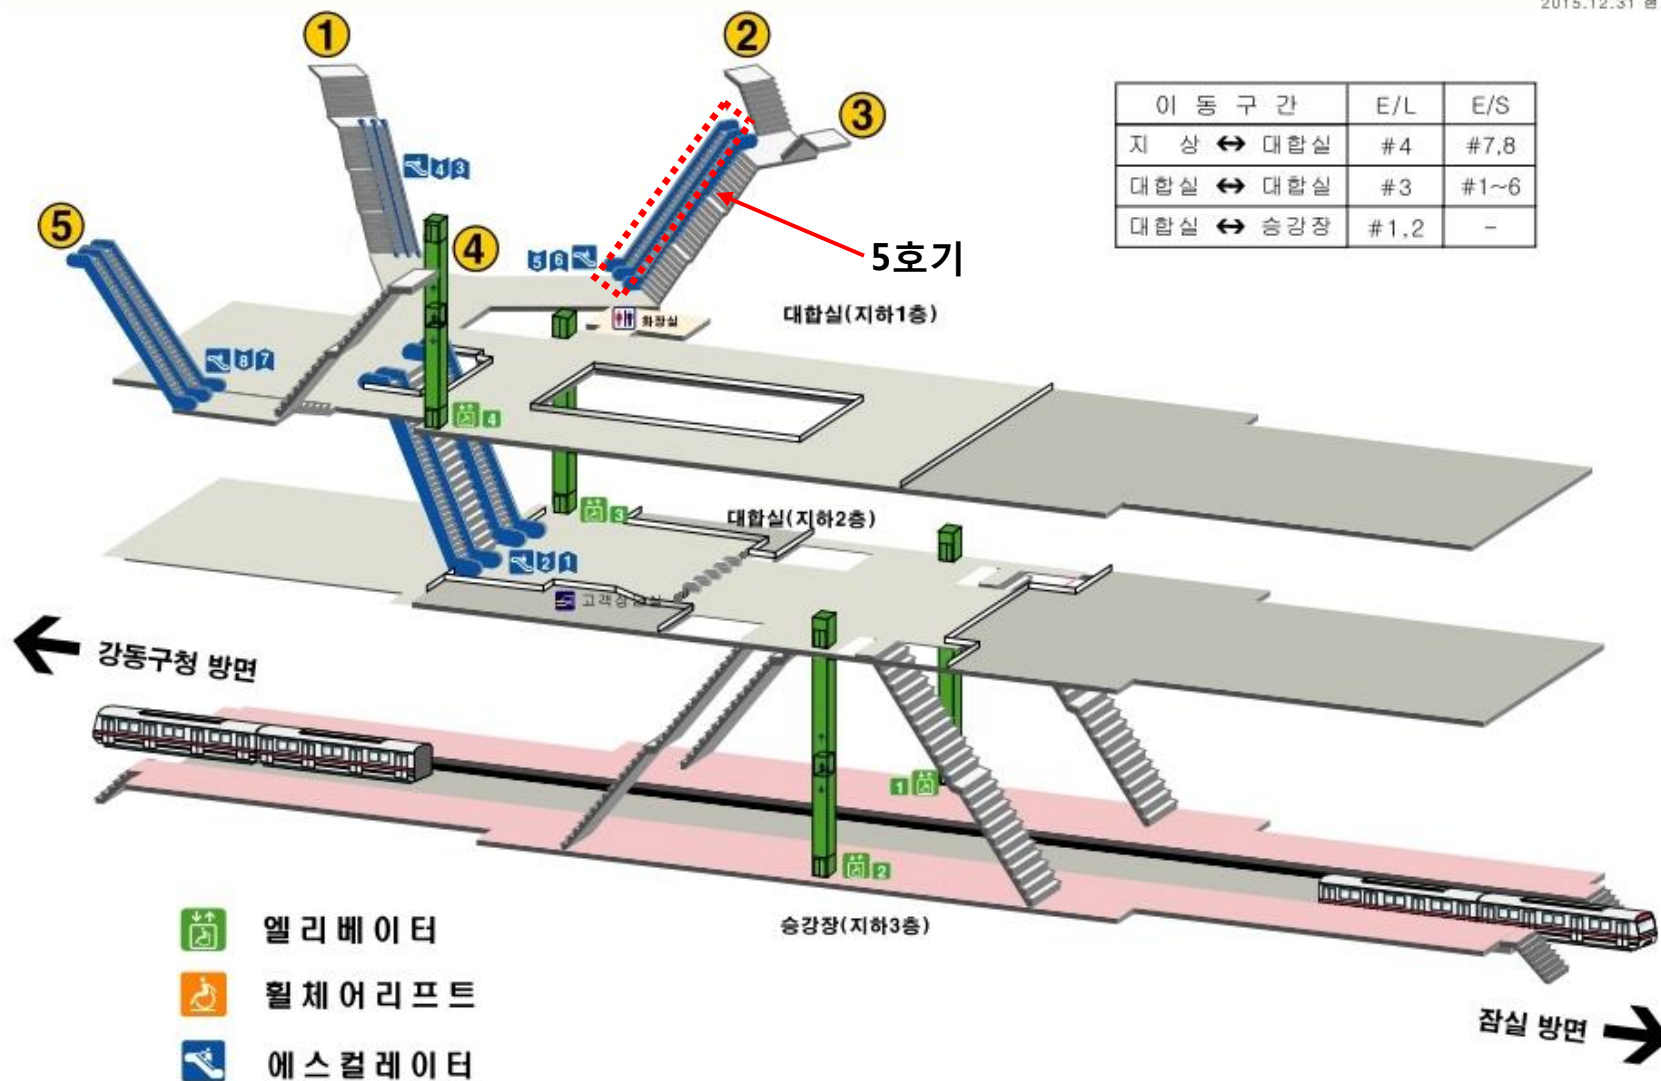 2015.12.31
1
2
3
이 동 구 간 E/L E/S
지 상 ↔ 대합실 #4 #7,8
대합실 ↔ 대합실 #3 #1~6
대합실 ↔ 승강장 #1,2 -
4 3
5
4
5 6
5호기
화장실
대합실(지하1층)
8 7
4
3
대합실(지하2층)
2 1
강동구청 방면
1
2
승강장(지하3층)
엘리베이터
휠체어리프트
잠실 방면
에스컬레이터